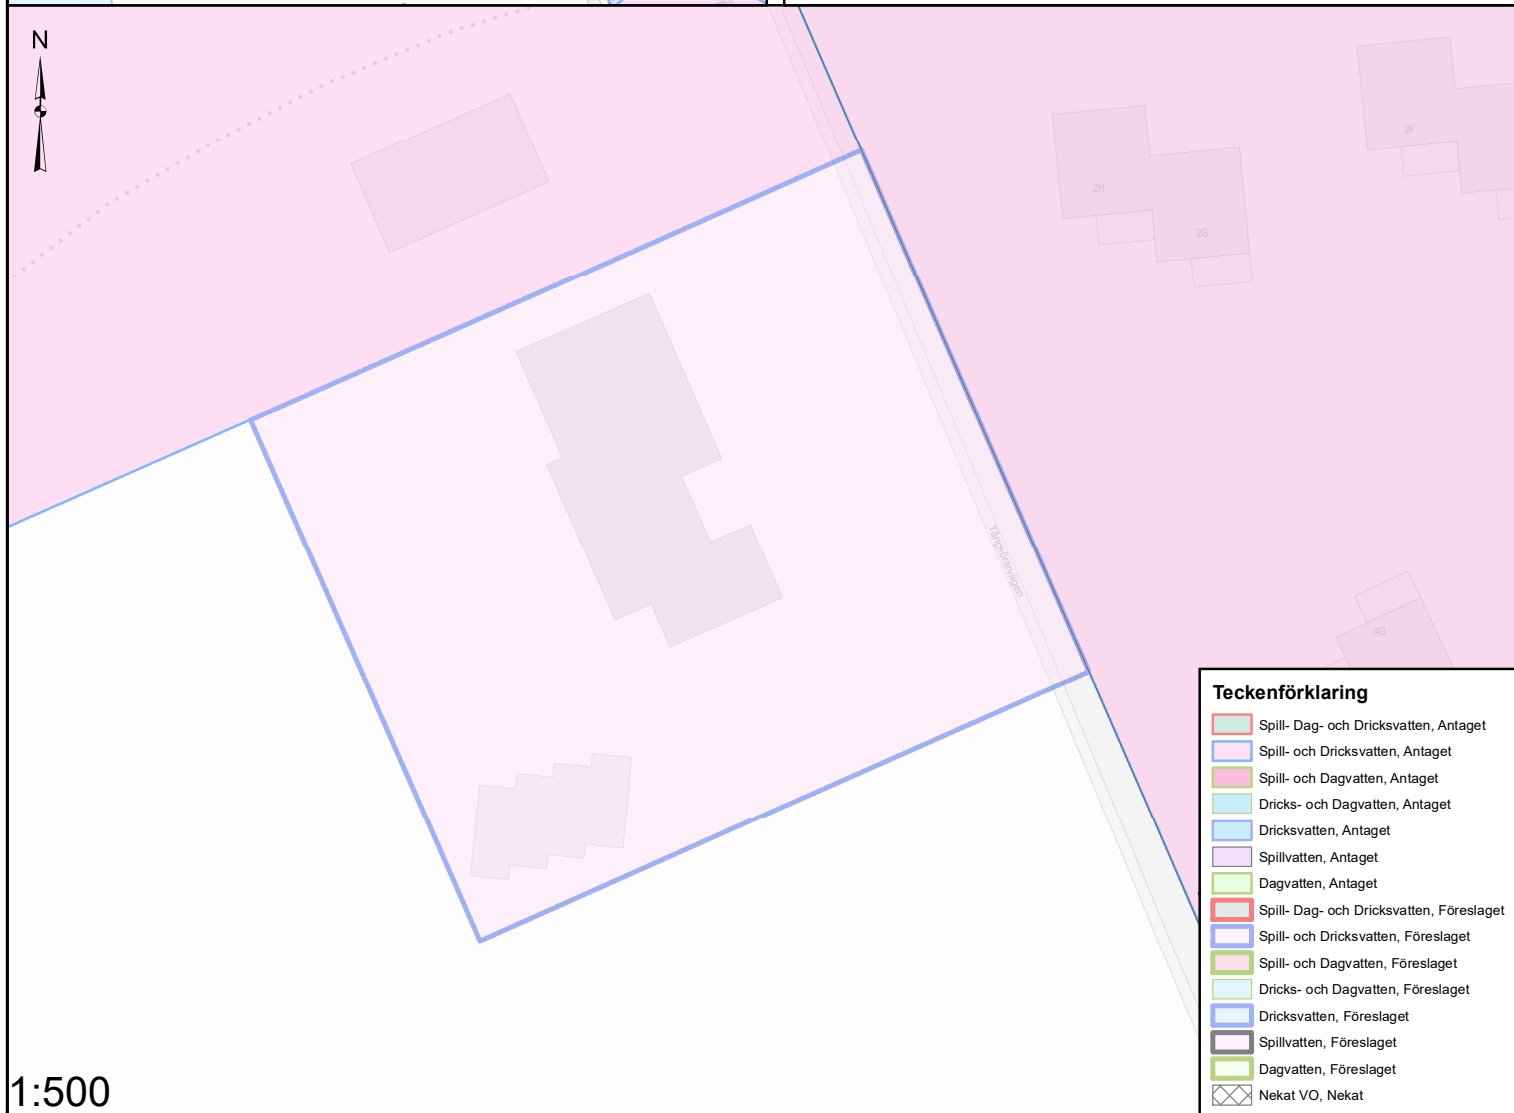 N
2F
2H
2G
Tångkörarvägen
4G
Teckenförklaring
Spill- Dag- och Dricksvatten, Antaget
Spill- och Dricksvatten, Antaget
Spill- och Dagvatten, Antaget
Dricks- och Dagvatten, Antaget
Dricksvatten, Antaget
Spillvatten, Antaget
Dagvatten, Antaget
Spill- Dag- och Dricksvatten, Föreslaget
Spill- och Dricksvatten, Föreslaget
Spill- och Dagvatten, Föreslaget
Dricks- och Dagvatten, Föreslaget
Dricksvatten, Föreslaget
Spillvatten, Föreslaget
Dagvatten, Föreslaget
Nekat VO, Nekat
1:500